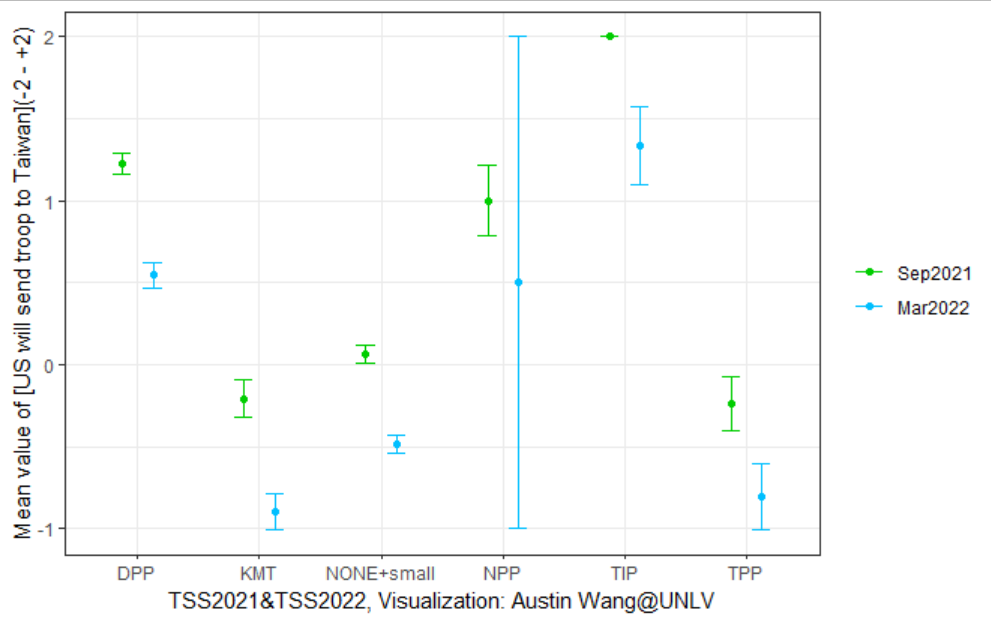 Mean value of [US will send troop to Taiwan](-2 - +2)
2
1
0
-1
DPP KMT NONE+small NPP TIP TPP
TSS2021&TSS2022, Visualization: Austin Wang@UNLV
Sep2021
Mar2022